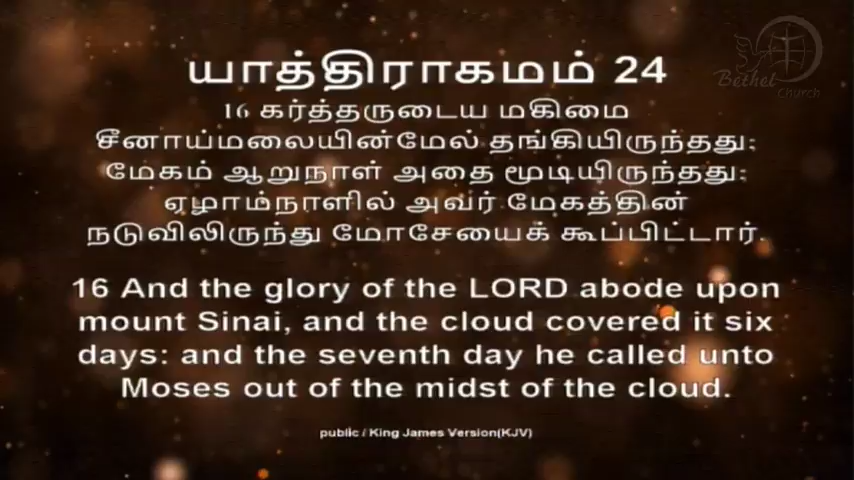 Bethel
Church
யாத்திராகமம் 24
16 கர்த்தருடைய மகிமை
சீனாய்மலையின்மேல் தங்கியிருந்தது;
மேகம் ஆறுநாள் அதை மூடியிருந்தது;
ஏழாம்நாளில் அவர் மேகத்தின்
நடுவிலிருந்து மோசேயைக் கூப்பிட்டார்.
16 And the glory of the LORD abode upon
mount Sinai, and the cloud covered it six
days: and the seventh day he called unto
Moses out of the midst of the cloud.
public / King James Version(KJV)